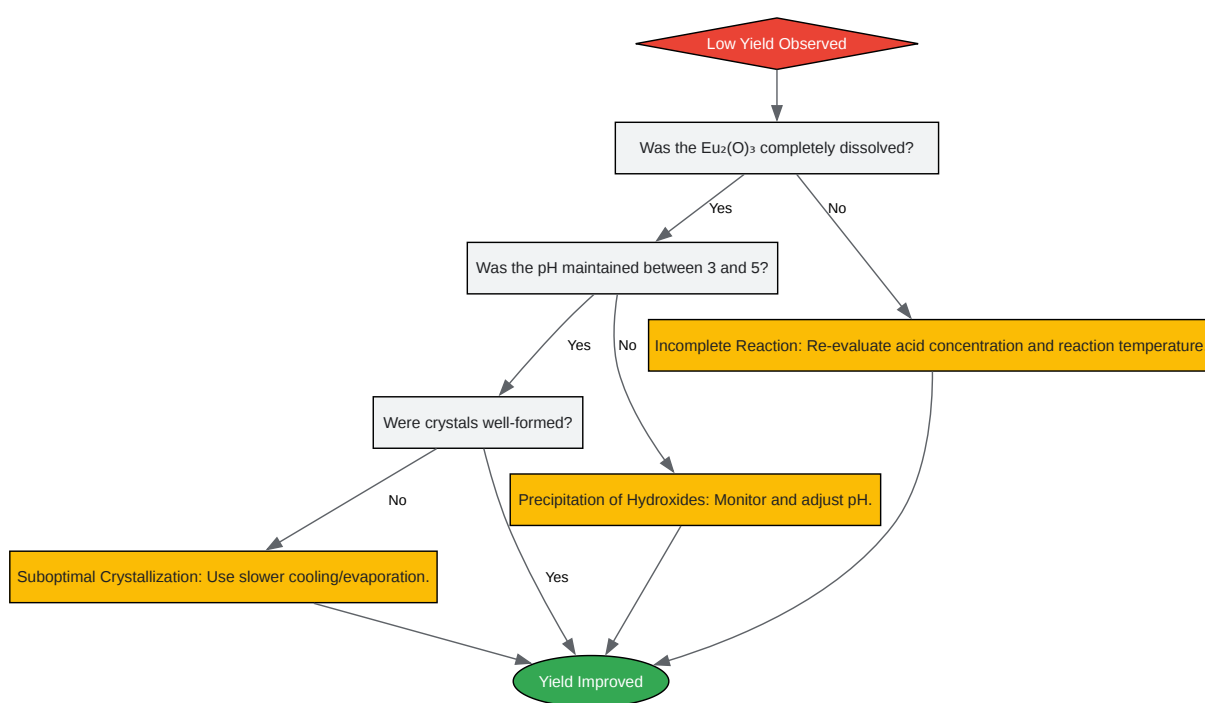 Low Yield Observed
Was the Eu₂(O)₃ completely dissolved?
Yes
No
Was the pH maintained between 3 and 5?
Yes
No
Incomplete Reaction: Re-evaluate acid concentration and reaction temperature
Were crystals well-formed?
No
Precipitation of Hydroxides: Monitor and adjust pH.
Suboptimal Crystallization: Use slower cooling/evaporation.
Yes
Yield Improved